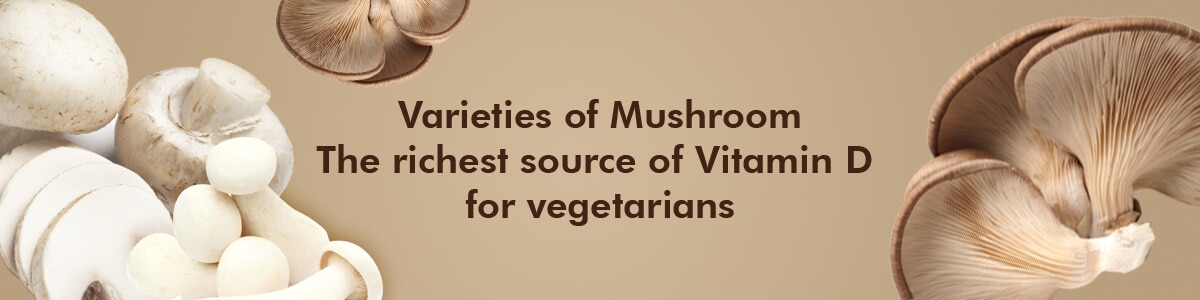 Varieties of Mushroom
The richest source of Vitamin D
for vegetarians